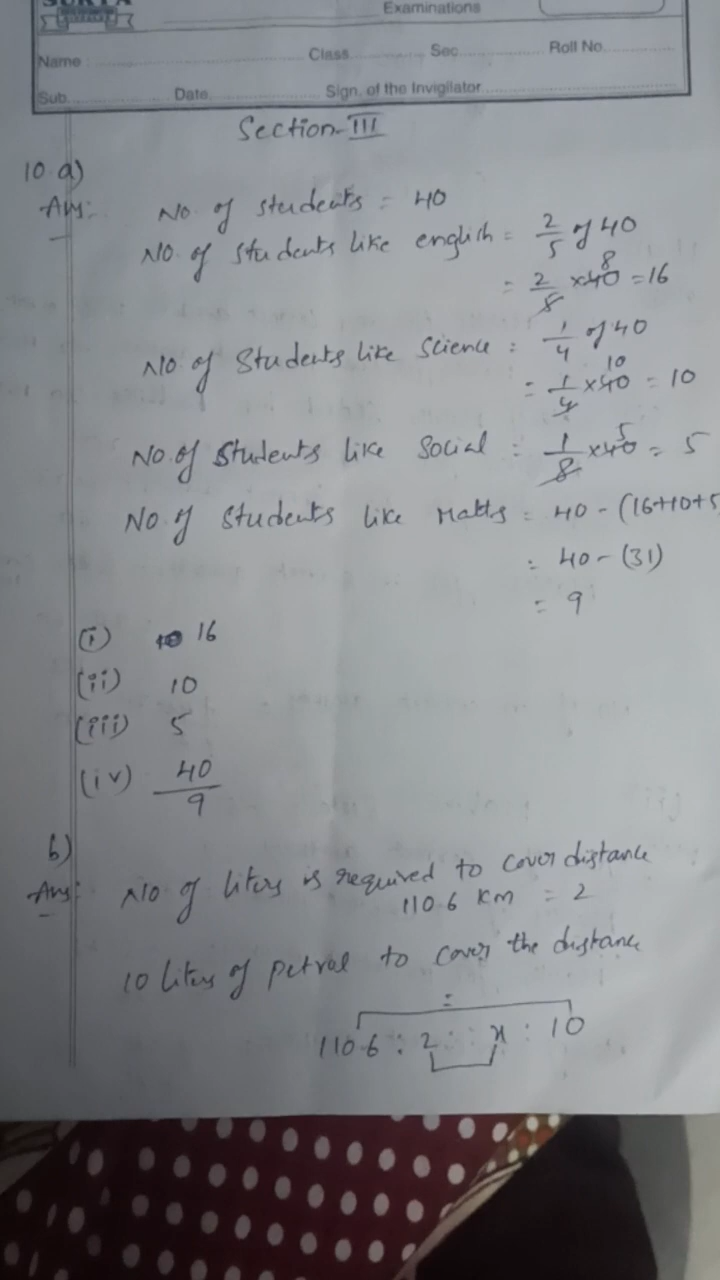 Examinations
Name Class Sec Roll No.
Sub. Date Sign. of the Invigilator
Section-III
10 a)
Ans:- No. of students = 40
No. of students like english = 2/5 of 40
= 2/5 x 40 8 = 16
No of Students like Science = 1/4 of 40
= 1/4 x 40 10 = 10
No. of Students like Social = 1/8 x 40 5 = 5
No of Students like Maths = 40 - (16+10+5
= 40 - (31)
= 9
(i) 16
(ii) 10
(iii) 5
(iv) 40/9
b)
Ans: No of liters is required to cover distance
110.6 km = 2
10 liters of petrol to cover the distance
=
110.6 : 2 :: x : 10